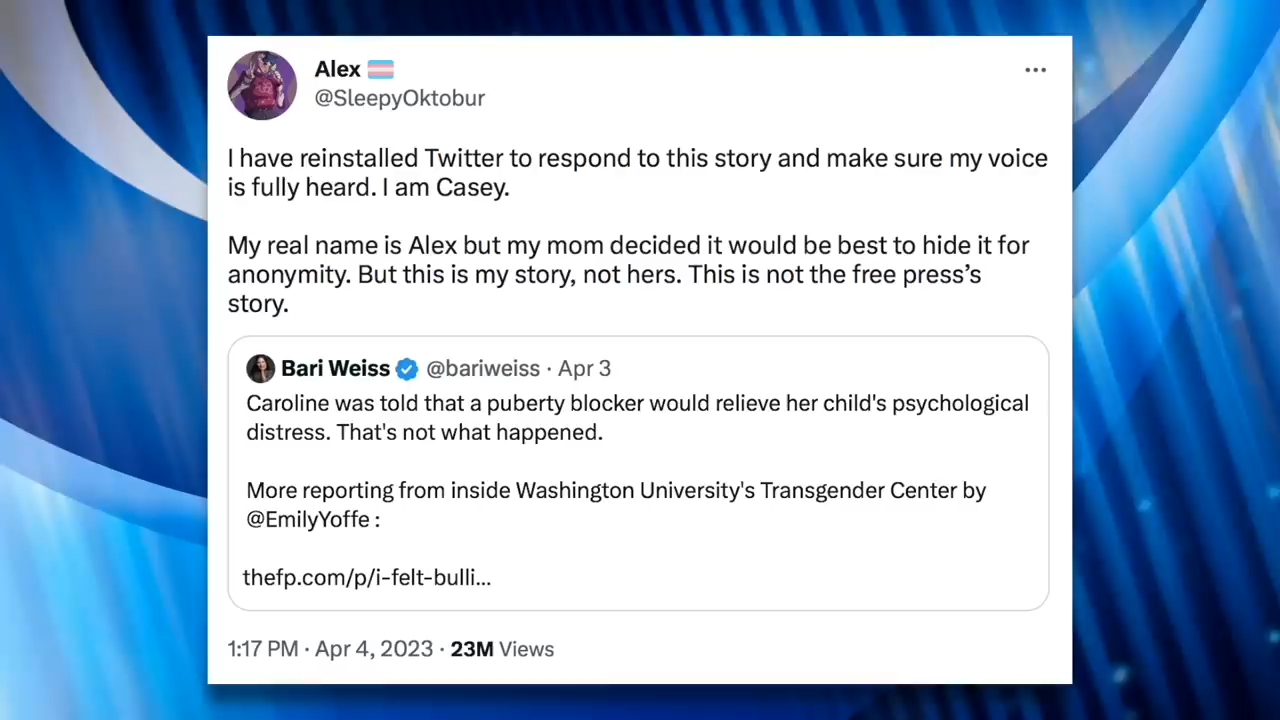 Alex
@SleepyOktobur
I have reinstalled Twitter to respond to this story and make sure my voice
is fully heard. I am Casey.
My real name is Alex but my mom decided it would be best to hide it for
anonymity. But this is my story, not hers. This is not the free press’s
story.
Bari Weiss @bariweiss · Apr 3
Caroline was told that a puberty blocker would relieve her child's psychological
distress. That's not what happened.
More reporting from inside Washington University's Transgender Center by
@EmilyYoffe :
thefp.com/p/i-felt-bulli...
1:17 PM · Apr 4, 2023 · 23M Views